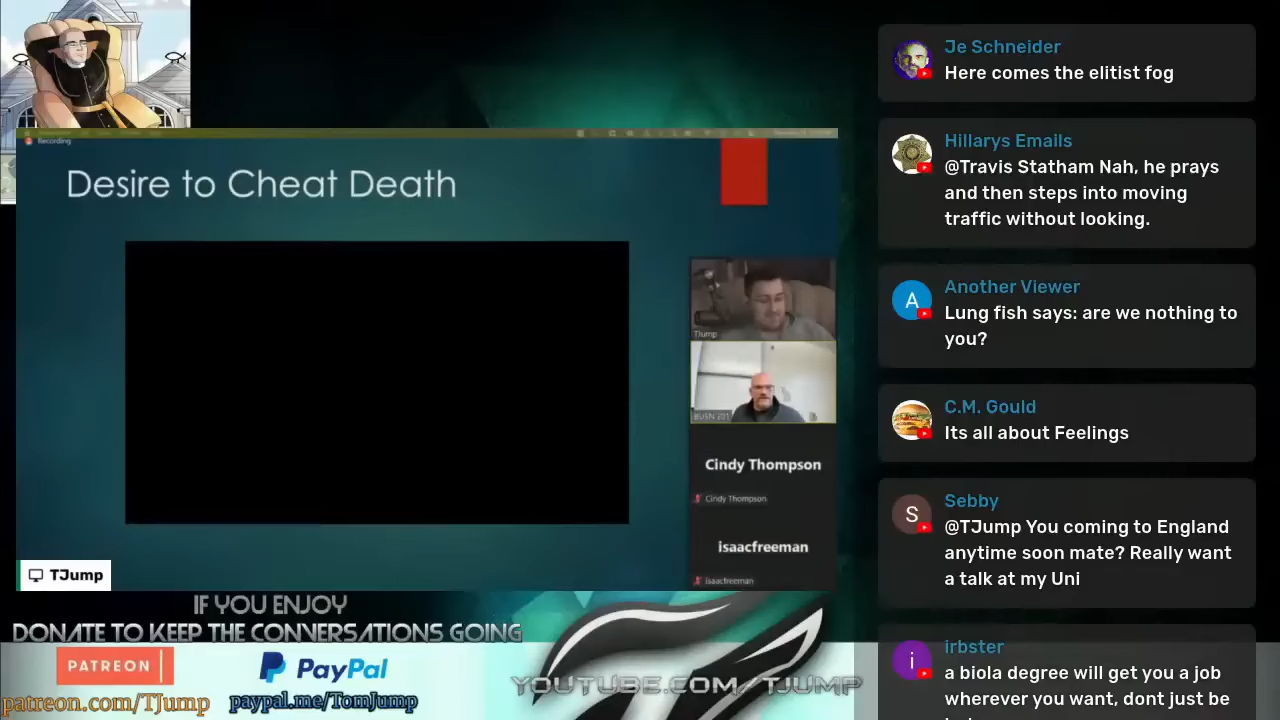 Recording
Desire to Cheat Death
TJump
BUSN 201
Cindy Thompson
Cindy Thompson
isaacfreeman
isaacfreeman
TJump
IF YOU ENJOY
DONATE TO KEEP THE CONVERSATIONS GOING
PATREON
PayPal
patreon.com/TJump
paypal.me/TomJump
YOUTUBE.COM/TJUMP
Je Schneider
Here comes the elitist fog
Hillarys Emails
@Travis Statham Nah, he prays
and then steps into moving
traffic without looking.
A
Another Viewer
Lung fish says: are we nothing to
you?
C.M. Gould
Its all about Feelings
S
Sebby
@TJump You coming to England
anytime soon mate? Really want
a talk at my Uni
i
irbster
a biola degree will get you a job
wherever you want, dont just be